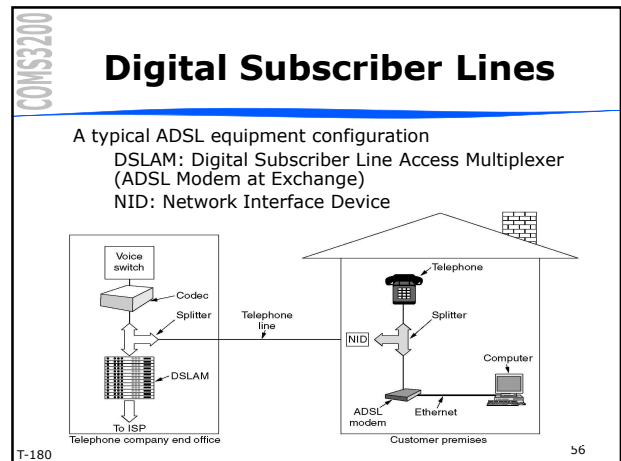 COMS3200
Digital Subscriber Lines
A typical ADSL equipment configuration
DSLAM: Digital Subscriber Line Access Multiplexer
(ADSL Modem at Exchange)
NID: Network Interface Device
Voice
switch
Codec
Splitter
DSLAM
To ISP
Telephone company end office
Telephone
line
Telephone
NID
Splitter
Computer
ADSL
modem
Ethernet
Customer premises
T-180
56